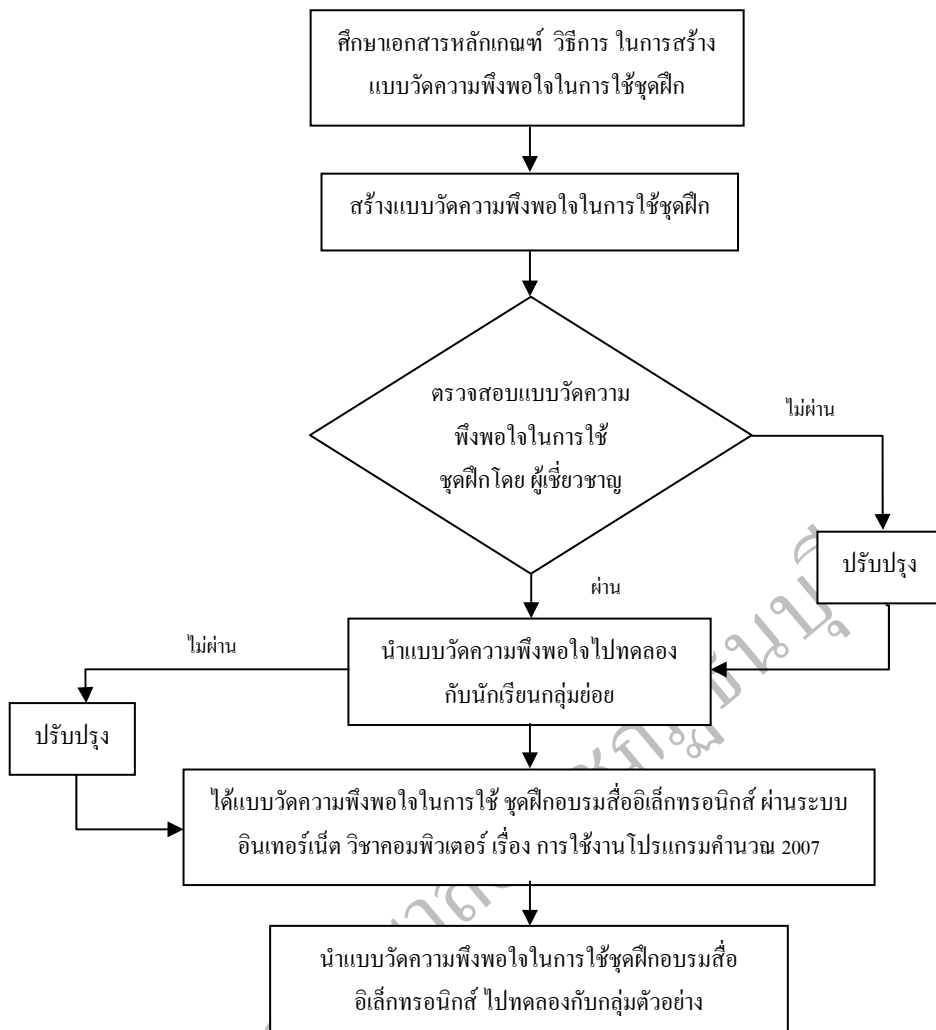 ศึกษาเอกสารหลักเกณฑ์ วิธีการ ในการสร้าง
แบบวัดความพึงพอใจในการใช้ชุดฝึก
สร้างแบบวัดความพึงพอใจในการใช้ชุดฝึก
ตรวจสอบแบบวัดความ
พึงพอใจในการใช้
ชุดฝึกโดย ผู้เชี่ยวชาญ
ไม่ผ่าน
ปรับปรุง
ผ่าน
นำแบบวัดความพึงพอใจไปทดลอง
กับนักเรียนกลุ่มย่อย
ไม่ผ่าน
ปรับปรุง
ได้แบบวัดความพึงพอใจในการใช้ ชุดฝึกอบรมสื่ออิเล็กทรอนิกส์ ผ่านระบบ
อินเทอร์เน็ต วิชาคอมพิวเตอร์ เรื่อง การใช้งานโปรแกรมคำนวณ 2007
นำแบบวัดความพึงพอใจในการใช้ชุดฝึกอบรมสื่อ
อิเล็กทรอนิกส์ ไปทดลองกับกลุ่มตัวอย่าง